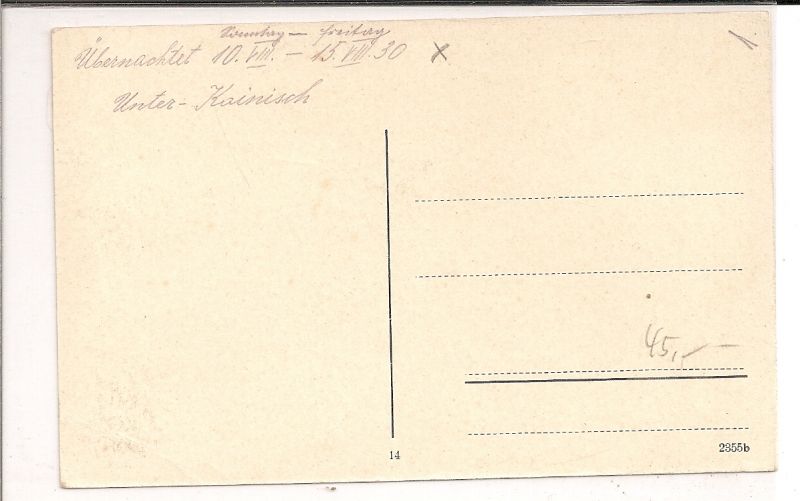 Sonntag — Freitag
Übernachtet 10. VIII. — 15. VIII. 30 x
Unter-Kainisch
45,-
14
2355b